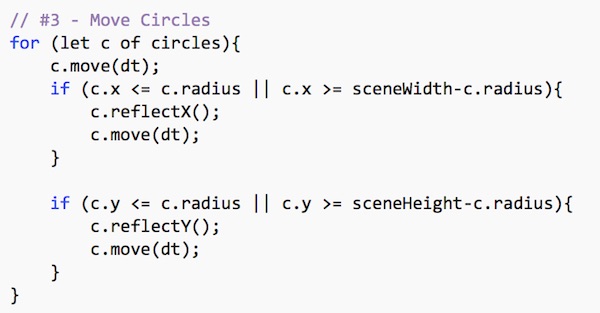 // #3 - Move Circles
for (let c of circles){
    c.move(dt);
    if (c.x <= c.radius || c.x >= sceneWidth-c.radius){
        c.reflectX();
        c.move(dt);
    }

    if (c.y <= c.radius || c.y >= sceneHeight-c.radius){
        c.reflectY();
        c.move(dt);
    }
}